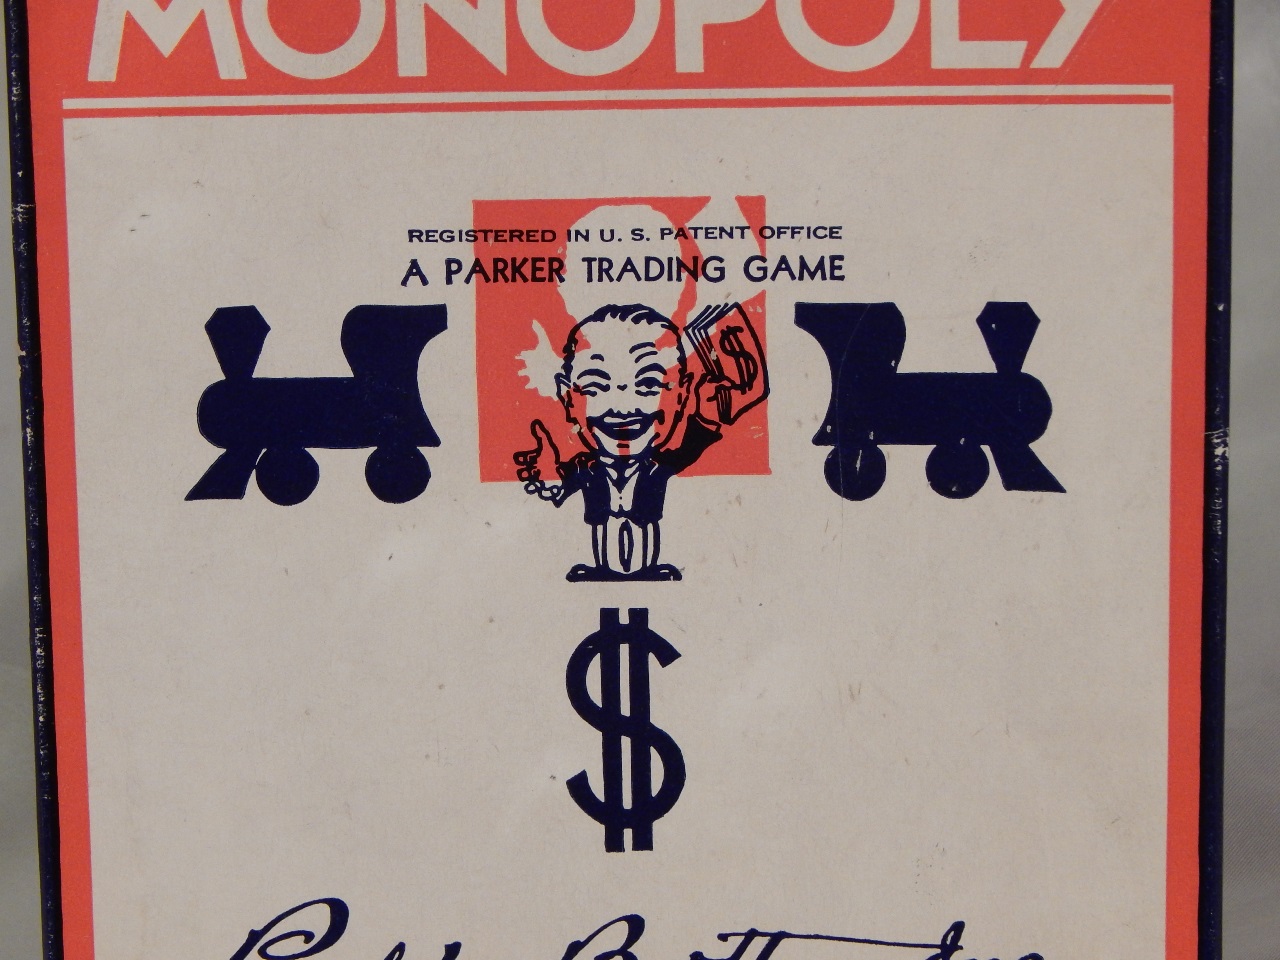 MONOPOLY
REGISTERED IN U. S. PATENT OFFICE
A PARKER TRADING GAME
$
$